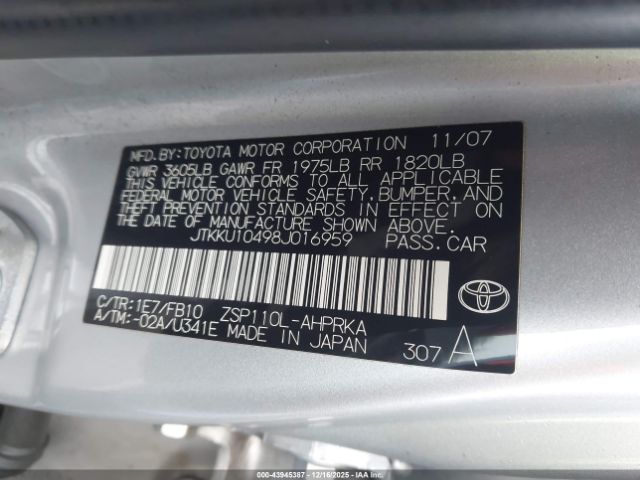 MFD.BY:TOYOTA MOTOR CORPORATION 11/07
GVWR 3605LB GAWR FR 1975LB RR 1820LB
THIS VEHICLE CONFORMS TO ALL APPLICABLE
FEDERAL MOTOR VEHICLE SAFETY,BUMPER,AND
THEFT PREVENTION STANDARDS IN EFFECT ON
THE DATE OF MANUFACTURE SHOWN ABOVE.
JTKKU10498J016959 PASS.CAR
C/TR:1E7/FB10 ZSP110L-AHPRKA
A/TM:-02A/U341E MADE IN JAPAN
307 A
TOYOTA
000-43945387 - 12/16/2025 - IAAI.COM